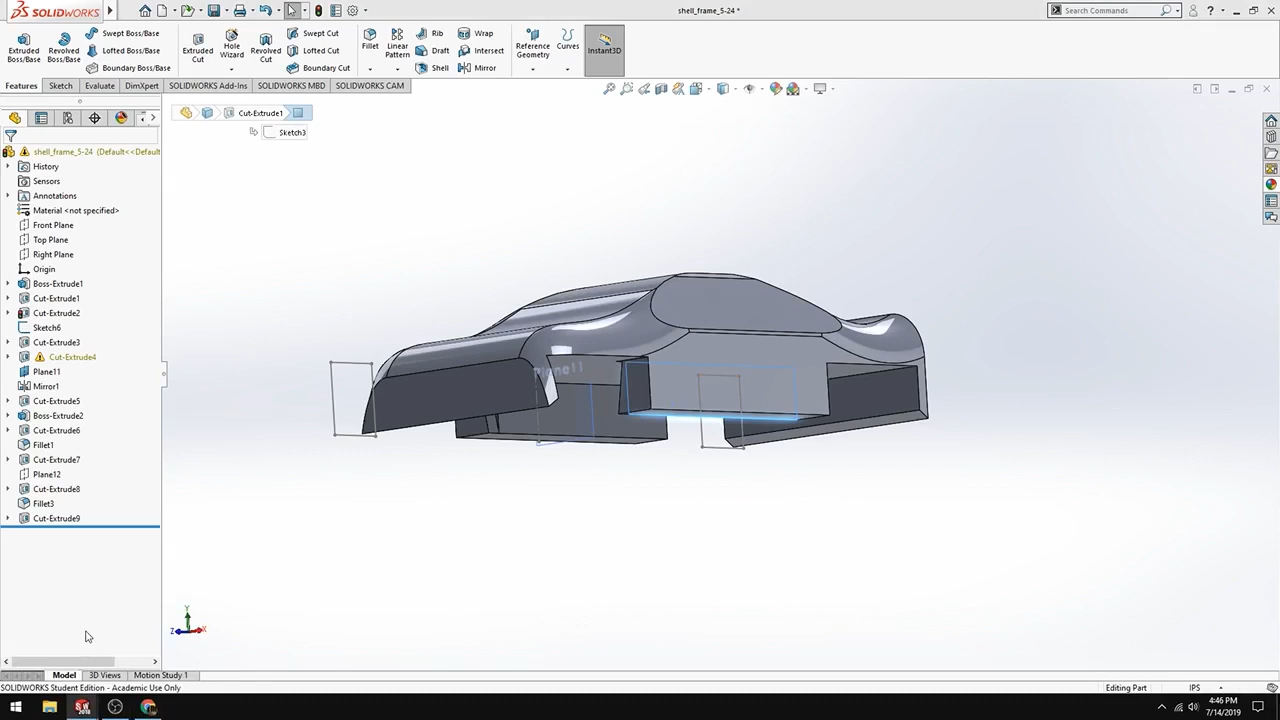 SOLIDWORKS
shell_frame_5-24 *
Search Commands
Extruded Boss/Base
Revolved Boss/Base
Swept Boss/Base
Lofted Boss/Base
Boundary Boss/Base
Extruded Cut
Hole Wizard
Revolved Cut
Swept Cut
Lofted Cut
Boundary Cut
Fillet
Linear Pattern
Rib
Draft
Shell
Wrap
Intersect
Mirror
Reference Geometry
Curves
Instant3D
Features
Sketch
Evaluate
DimXpert
SOLIDWORKS Add-Ins
SOLIDWORKS MBD
SOLIDWORKS CAM
Cut-Extrude1
Sketch3
shell_frame_5-24 (Default<<Default
History
Sensors
Annotations
Material <not specified>
Front Plane
Top Plane
Right Plane
Origin
Boss-Extrude1
Cut-Extrude1
Cut-Extrude2
Sketch6
Cut-Extrude3
Cut-Extrude4
Plane11
Mirror1
Cut-Extrude5
Boss-Extrude2
Cut-Extrude6
Fillet1
Cut-Extrude7
Plane12
Cut-Extrude8
Fillet3
Cut-Extrude9
Plane11
Y
Z
X
Model
3D Views
Motion Study 1
SOLIDWORKS Student Edition - Academic Use Only
Editing Part
IPS
4:46 PM
7/14/2019